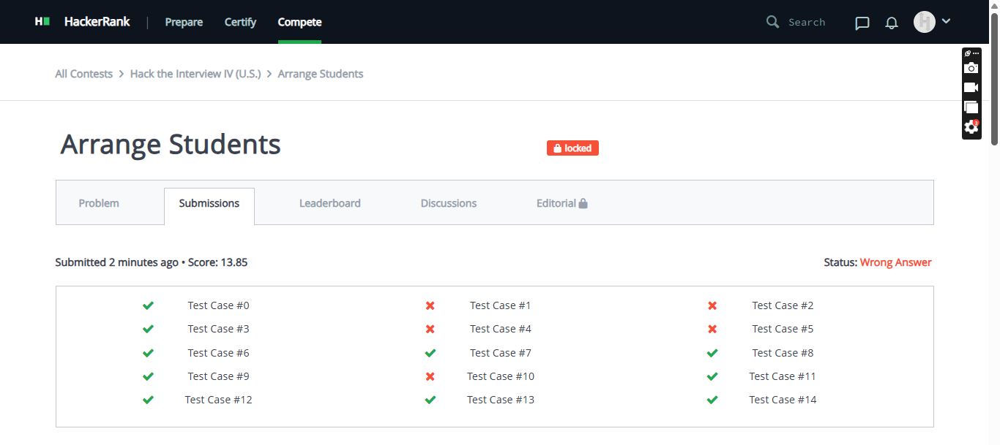 H HackerRank | Prepare Certify Compete Search H
All Contests > Hack the Interview IV (U.S.) > Arrange Students
3
Arrange Students locked
Problem Submissions Leaderboard Discussions Editorial
Submitted 2 minutes ago • Score: 13.85 Status: Wrong Answer
Test Case #0 Test Case #1 Test Case #2
Test Case #3 Test Case #4 Test Case #5
Test Case #6 Test Case #7 Test Case #8
Test Case #9 Test Case #10 Test Case #11
Test Case #12 Test Case #13 Test Case #14